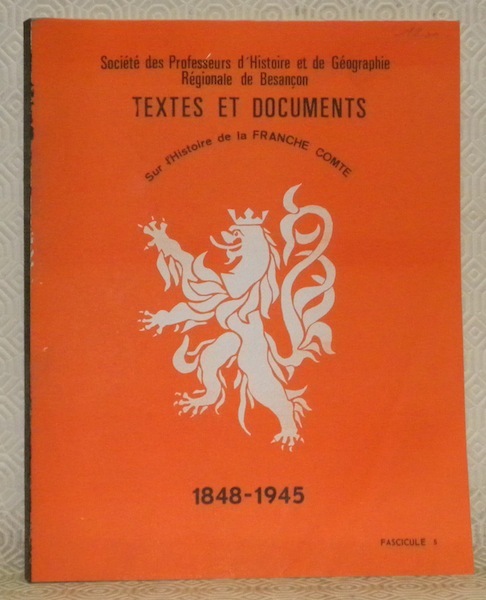 Société des Professeurs d'Histoire et de Géographie
Régionale de Besançon
TEXTES ET DOCUMENTS
Sur l'Histoire de la FRANCHE COMTE
1848-1945
FASCICULE 5